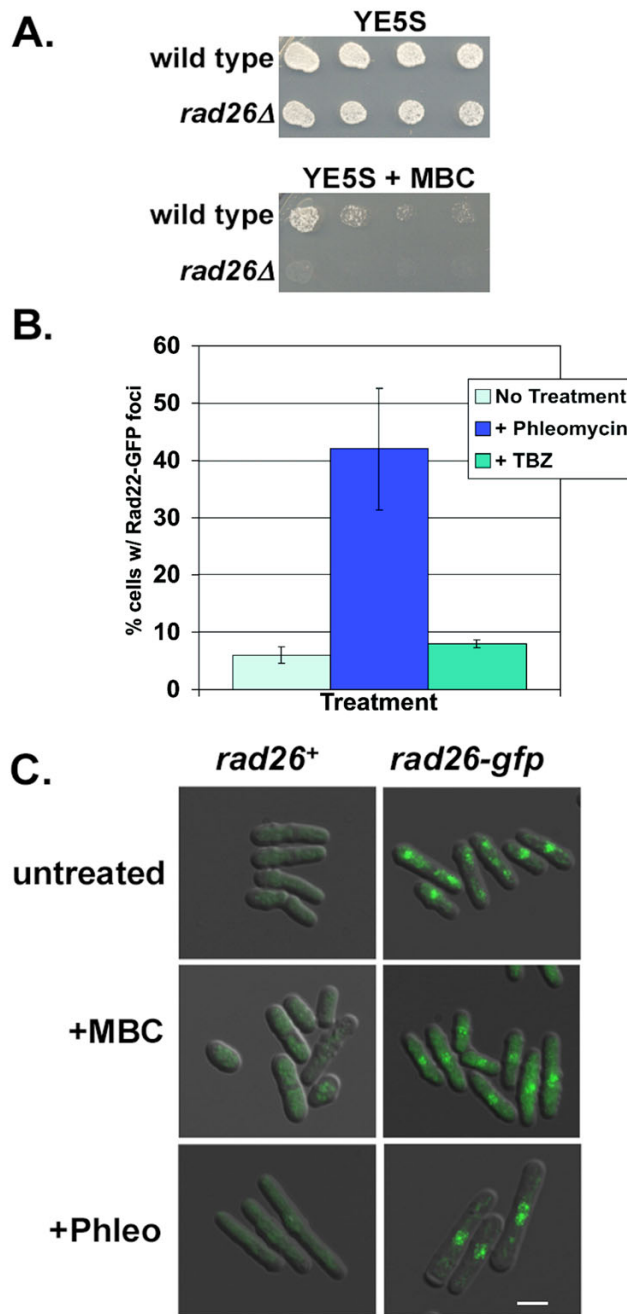 A.
YE5S
wild type
rad26Δ
YE5S + MBC
wild type
rad26Δ
B.
60
50
40
30
20
10
0
% cells w/ Rad22-GFP foci
Treatment
No Treatment
+ Phleomycin
+ TBZ
C.
rad26+ rad26-gfp
untreated
+MBC
+Phleo